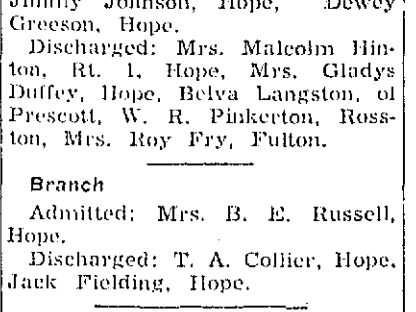 Jimmy Johnson, Hope, Dewey
Greeson, Hope.
Discharged: Mrs. Malcolm Hin-
ton, Rt. 1, Hope, Mrs. Gladys
Duffey, Hope, Belva Langston, of
Prescott, W. R. Pinkerton, Ross-
ton, Mrs. Roy Fry, Fulton.
Branch
Admitted: Mrs. B. E. Russell,
Hope.
Discharged: T. A. Collier, Hope,
Jack Fielding, Hope.